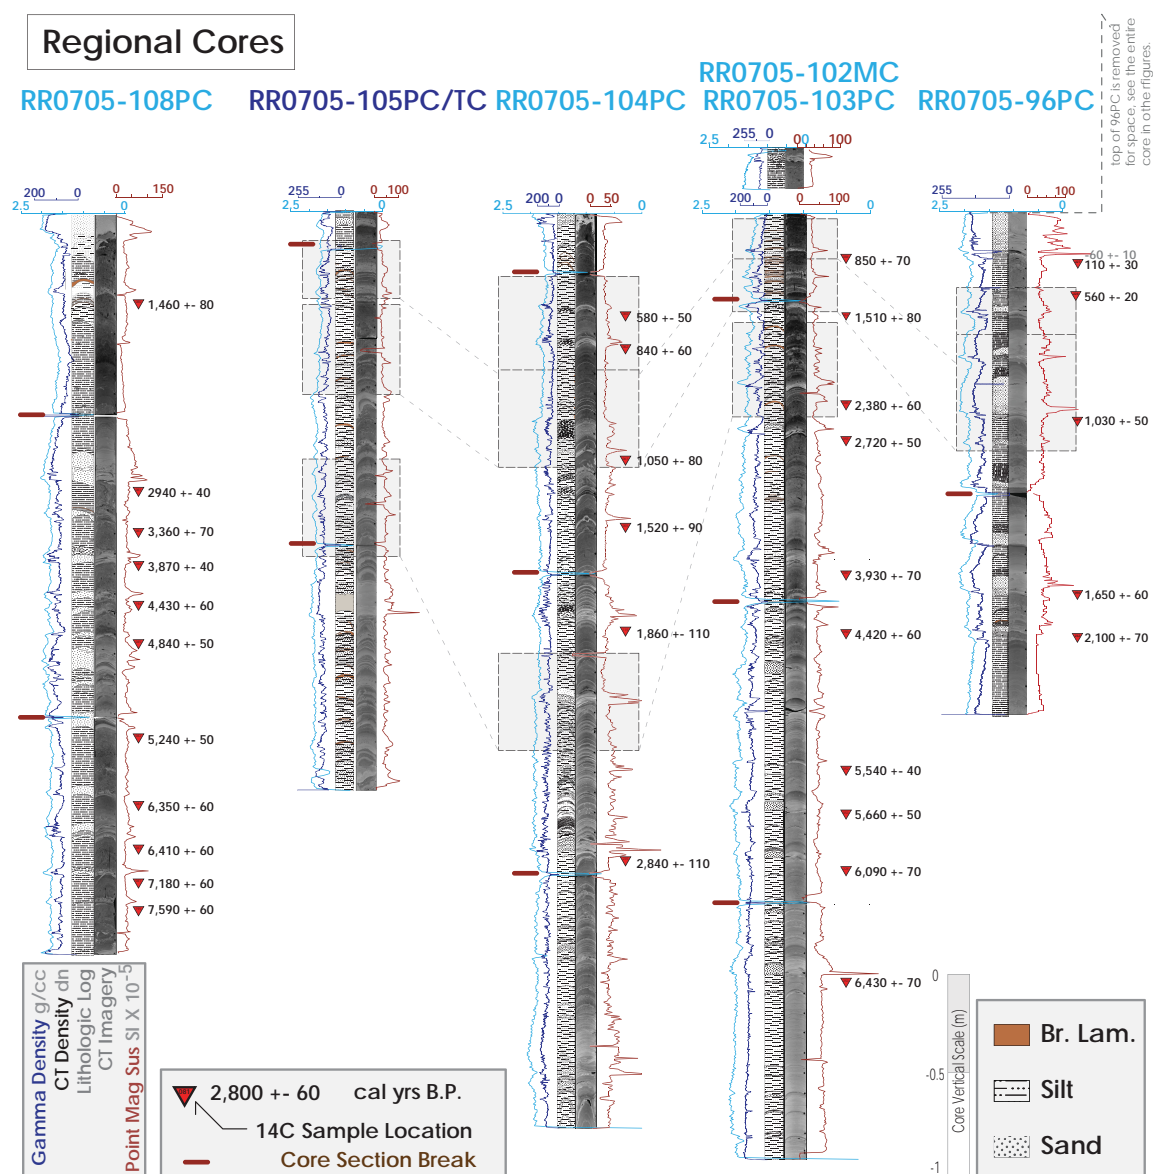 Regional Cores
RR0705-108PC
RR0705-105PC/TC
RR0705-104PC
RR0705-102MC
RR0705-103PC
RR0705-96PC
top of 96PC is removed
for space, see the entire
core in othe rfigures.
200 0 0 150
2.5 0
1,460 +- 80
2940 +- 40
3,360 +- 70
3,870 +- 40
4,430 +- 60
4,840 +- 50
5,240 +- 50
6,350 +- 60
6,410 +- 60
7,180 +- 60
7,590 +- 60
255 0 0 100
2.5 0
200 0 0 50
2.5 0
580 +- 50
840 +- 60
1,050 +- 80
1,520 +- 90
1,860 +- 110
2,840 +- 110
255 0 0 0 100
2.5
200 0 0 100
2.5 0
850 +- 70
1,510 +- 80
2,380 +- 60
2,720 +- 50
3,930 +- 70
4,420 +- 60
5,540 +- 40
5,660 +- 50
6,090 +- 70
6,430 +- 70
255 0 0 100
2.5 0
-60 +- 10
110 +- 30
560 +- 20
1,030 +- 50
1,650 +- 60
2,100 +- 70
Gamma Density g/cc
CT Density dn
Lithologic Log
CT Imagery
Point Mag Sus SI X 10-5
2,800 +- 60 cal yrs B.P.
14C Sample Location
Core Section Break
0
-0.5
-1
Core Vertical Scale (m)
Br. Lam.
Silt
Sand